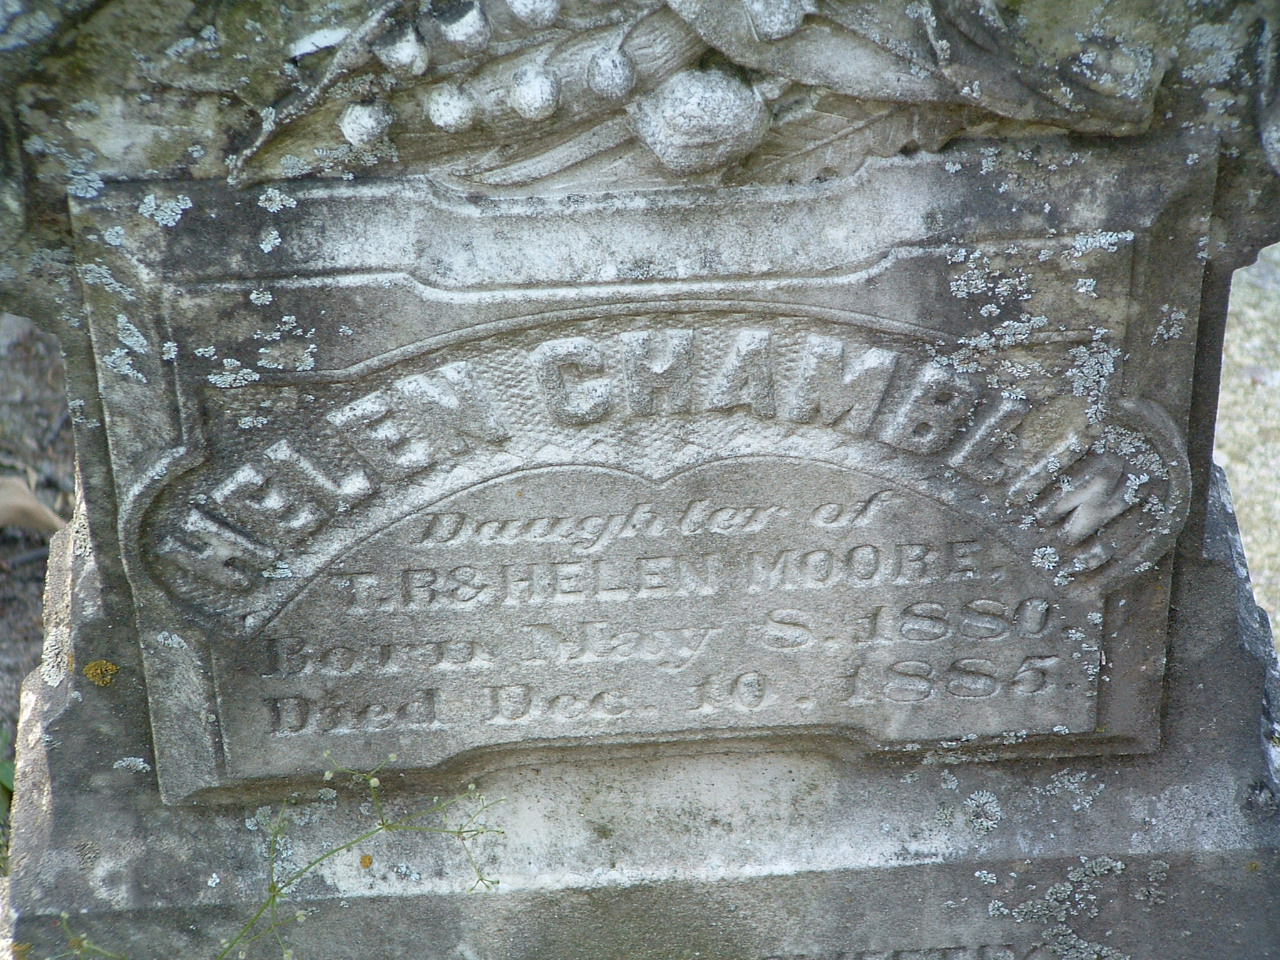 HELEN CHAMBLIN
Daughter of
T. R & HELEN MOORE.
Born May 8. 1880
Died Dec. 10. 1885.